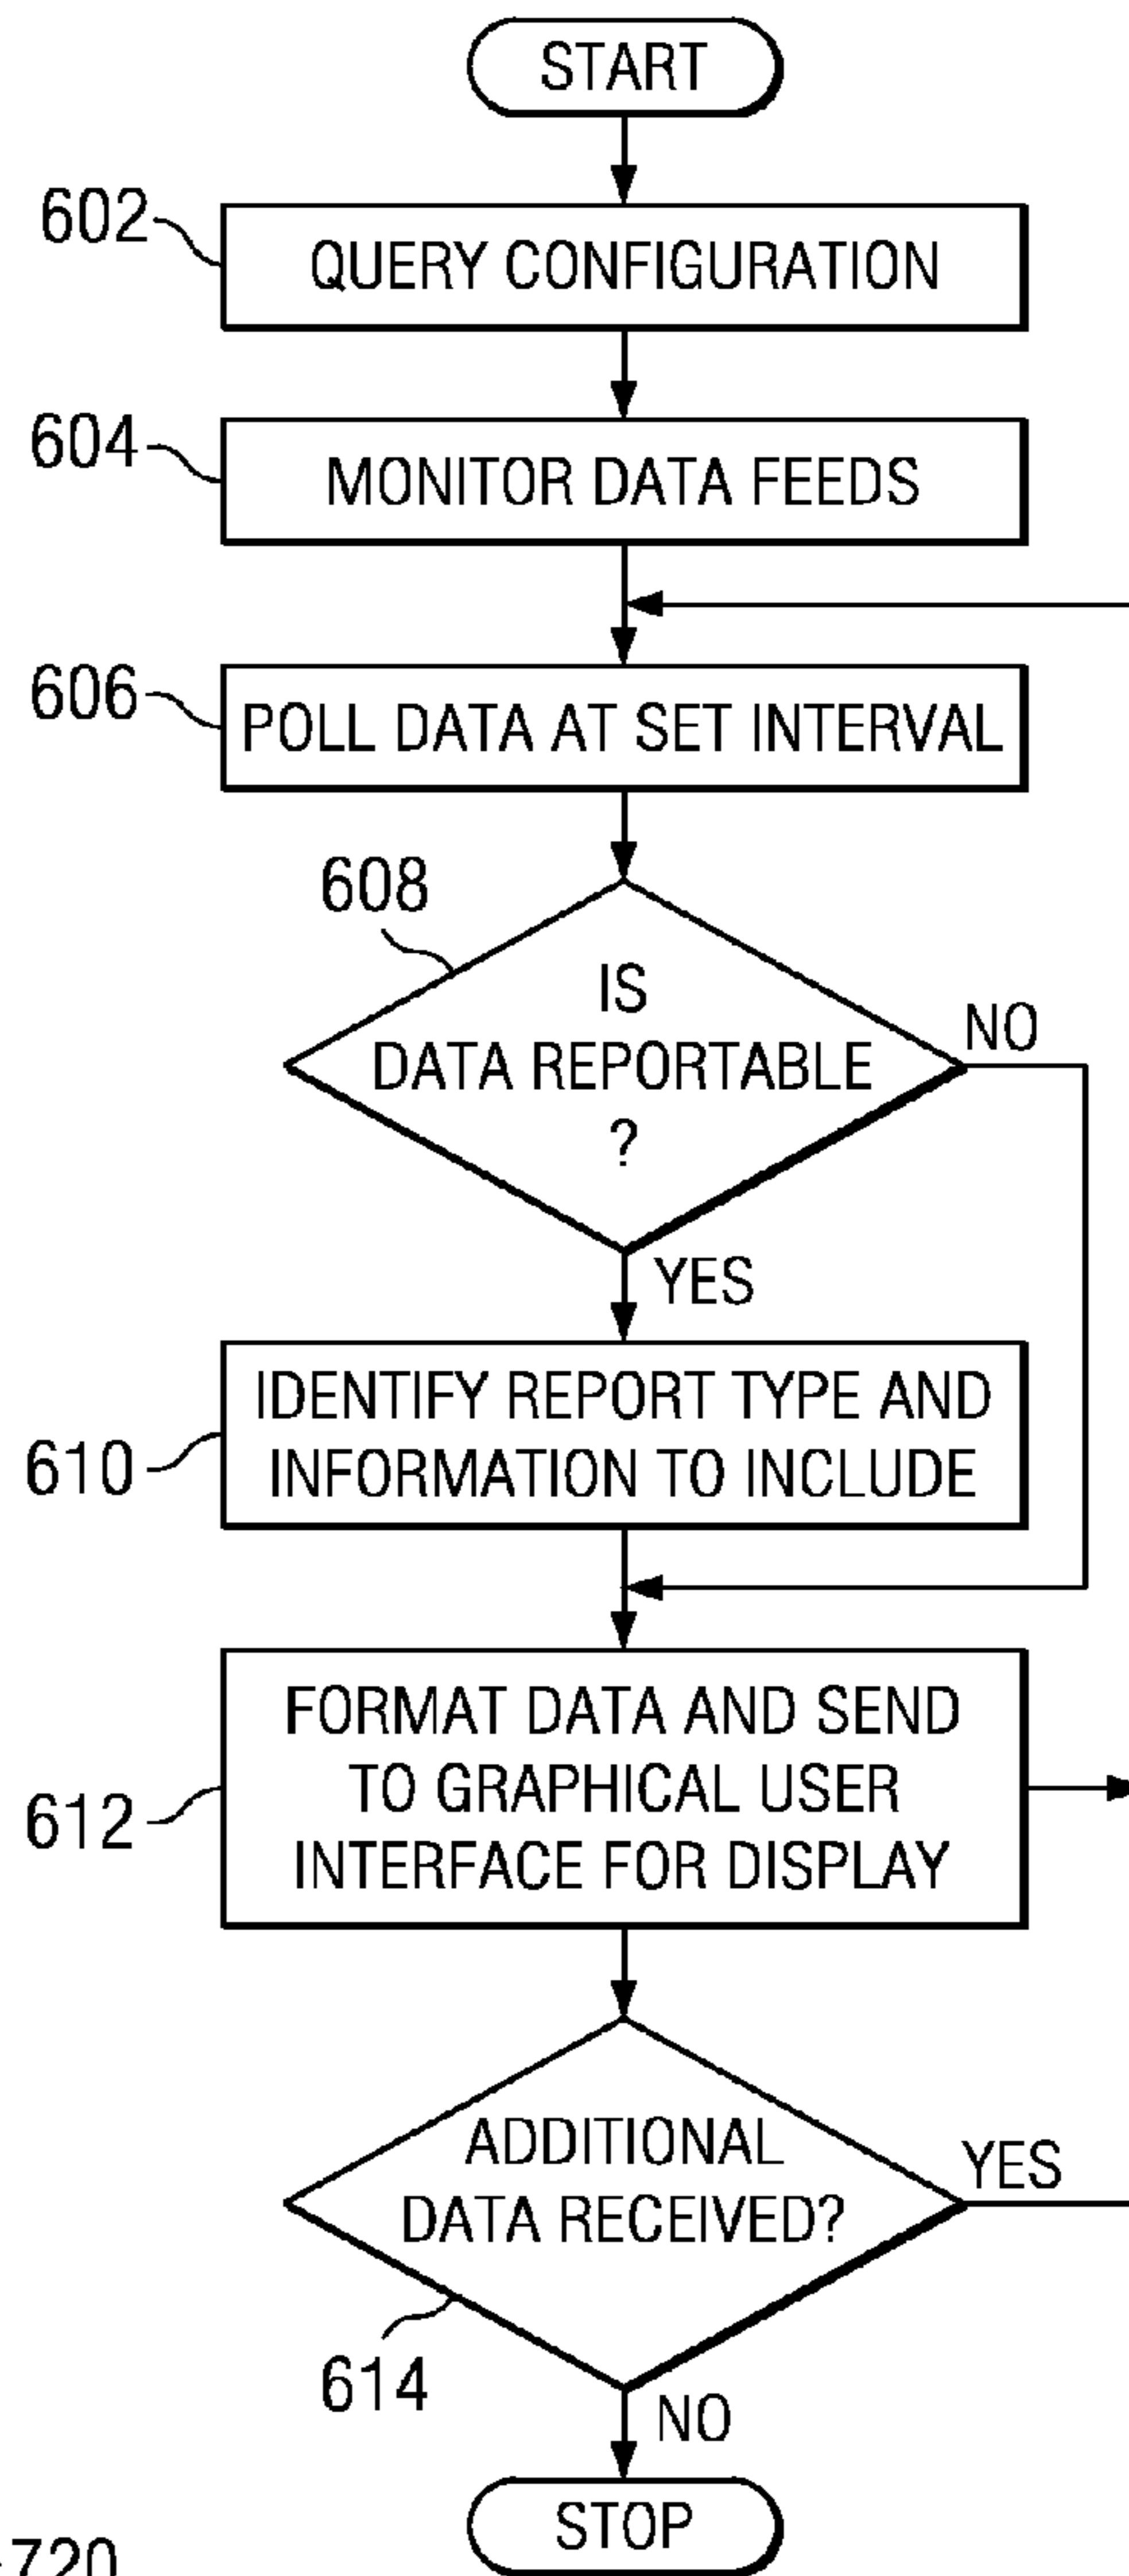 START
602
QUERY CONFIGURATION
604
MONITOR DATA FEEDS
606
POLL DATA AT SET INTERVAL
608
IS
DATA REPORTABLE
?
NO
YES
610
IDENTIFY REPORT TYPE AND
INFORMATION TO INCLUDE
612
FORMAT DATA AND SEND
TO GRAPHICAL USER
INTERFACE FOR DISPLAY
ADDITIONAL
DATA RECEIVED?
YES
614
NO
STOP
720